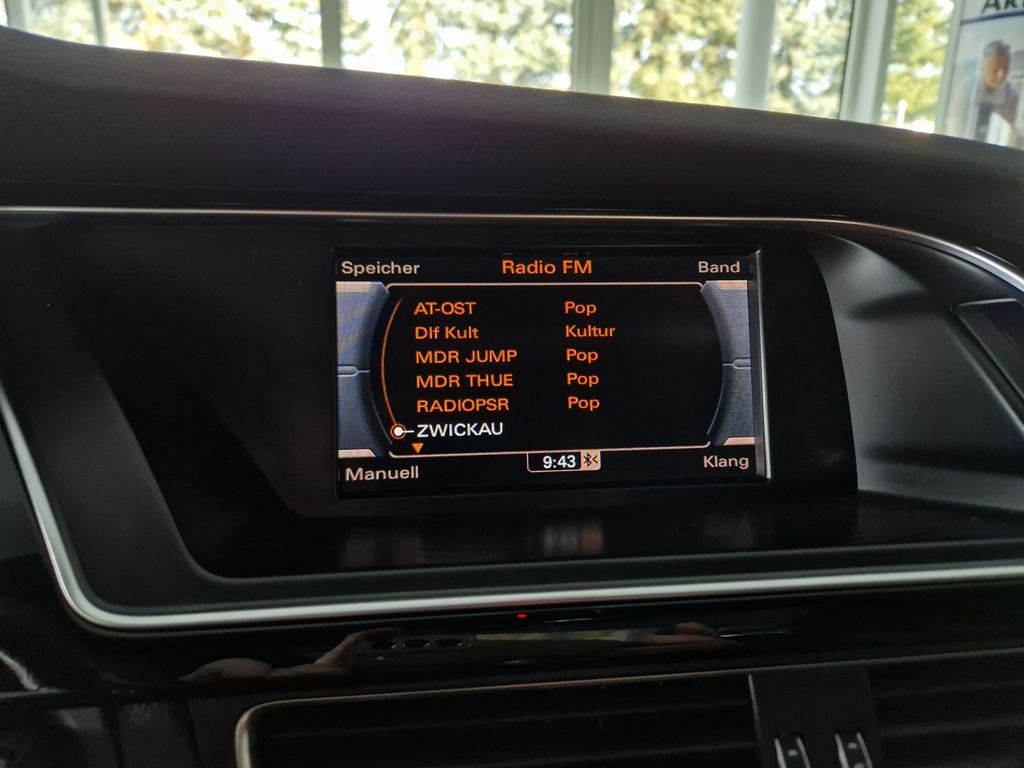 Speicher Radio FM Band
AT-OST Pop
Dlf Kult Kultur
MDR JUMP Pop
MDR THUE Pop
RADIOPSR Pop
ZWICKAU
Manuell 9:43 Klang